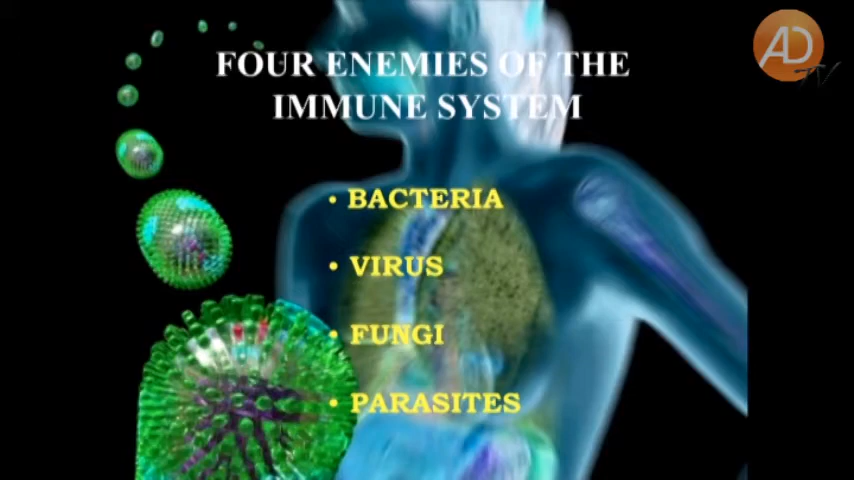 AD
TV
FOUR ENEMIES OF THE
IMMUNE SYSTEM
• BACTERIA
• VIRUS
• FUNGI
• PARASITES